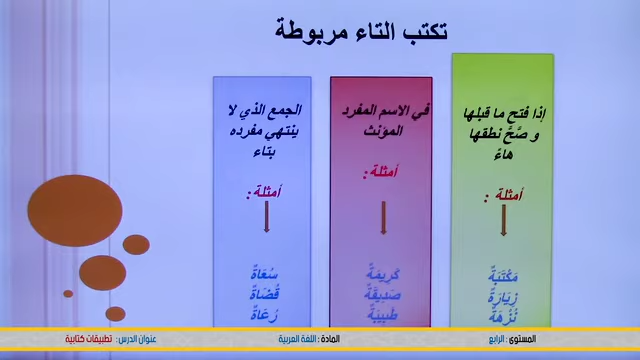 تكتب التاء مربوطة
إذا فتح ما قبلها
و صَّحَّ نطقها
هاءً
أمثلة :
مَكْتَبَةٌ
زِيَارَةٌ
نُزْهَةٌ
في الاسم المفرد
المؤنث
أمثلة :
كَرِيمَةٌ
صَدِيقَةٌ
طَبِيبَةٌ
الجمع الذي لا
ينتهي مفرده
بتاء
أمثلة :
سُعَاةٌ
قُضَاةٌ
رُعَاةٌ
المستوى : الرابع
المادة : اللغة العربية
عنوان الدرس: تطبيقات كتابية